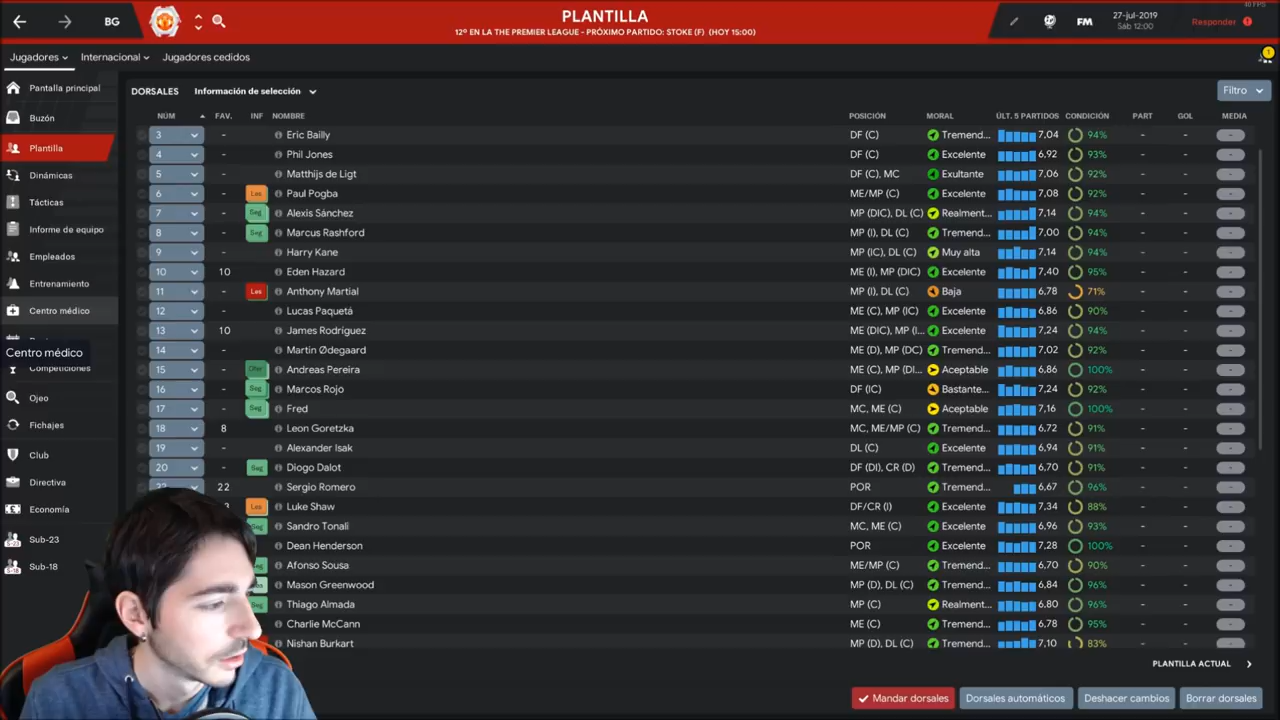 40 FPS
BG
PLANTILLA
12º EN LA THE PREMIER LEAGUE - PRÓXIMO PARTIDO: STOKE (F) (HOY 15:00)
FM
27-jul-2019
Sáb 12:00
Responder
Jugadores
Internacional
Jugadores cedidos
1
Pantalla principal
Buzón
Plantilla
Dinámicas
Tácticas
Informe de equipo
Empleados
Entrenamiento
Centro médico
Centro médico
Competiciones
Ojeo
Fichajes
Club
Directiva
Economía
Sub-23
Sub-18
DORSALES Información de selección Filtro
NÚM FAV. INF NOMBRE POSICIÓN MORAL ÚLT. 5 PARTIDOS CONDICIÓN PART GOL MEDIA
3 - Eric Bailly DF (C) Tremend... 7,04 94% - - -
4 - Phil Jones DF (C) Excelente 6,92 93% - - -
5 - Matthijs de Ligt DF (C), MC Exultante 7,06 92% - - -
6 - Les Paul Pogba ME/MP (C) Excelente 7,08 92% - - -
7 - Seg Alexis Sánchez MP (DIC), DL (C) Realment... 7,14 94% - - -
8 - Seg Marcus Rashford MP (I), DL (C) Tremend... 7,00 94% - - -
9 - Harry Kane MP (IC), DL (C) Muy alta 7,14 94% - - -
10 10 Eden Hazard ME (I), MP (DIC) Excelente 7,40 95% - - -
11 - Les Anthony Martial MP (I), DL (C) Baja 6,78 71% - - -
12 - Lucas Paquetá ME (C), MP (IC) Excelente 6,86 90% - - -
13 10 James Rodríguez ME (DIC), MP (I... Excelente 7,24 94% - - -
14 - Martin Ødegaard ME (D), MP (DC) Tremend... 7,02 92% - - -
15 - Ofer Andreas Pereira ME (C), MP (DI... Aceptable 6,86 100% - - -
16 - Seg Marcos Rojo DF (IC) Bastante... 7,24 92% - - -
17 - Seg Fred MC, ME (C) Aceptable 7,16 100% - - -
18 8 Leon Goretzka MC, ME/MP (C) Tremend... 6,72 91% - - -
19 - Alexander Isak DL (C) Excelente 6,94 91% - - -
20 - Seg Diogo Dalot DF (DI), CR (D) Tremend... 6,70 91% - - -
22 Sergio Romero POR Tremend... 6,67 96% - - -
Les Luke Shaw DF/CR (I) Excelente 7,34 88% - - -
Seg Sandro Tonali MC, ME (C) Excelente 6,96 93% - - -
Dean Henderson POR Excelente 7,28 100% - - -
Seg Afonso Sousa ME/MP (C) Tremend... 6,70 90% - - -
Mason Greenwood MP (D), DL (C) Tremend... 6,84 96% - - -
Seg Thiago Almada MP (C) Realment... 6,80 96% - - -
Charlie McCann ME (C) Tremend... 6,78 95% - - -
Nishan Burkart MP (D), DL (C) Tremend... 7,10 83% - - -
PLANTILLA ACTUAL
Mandar dorsales Dorsales automáticos Deshacer cambios Borrar dorsales